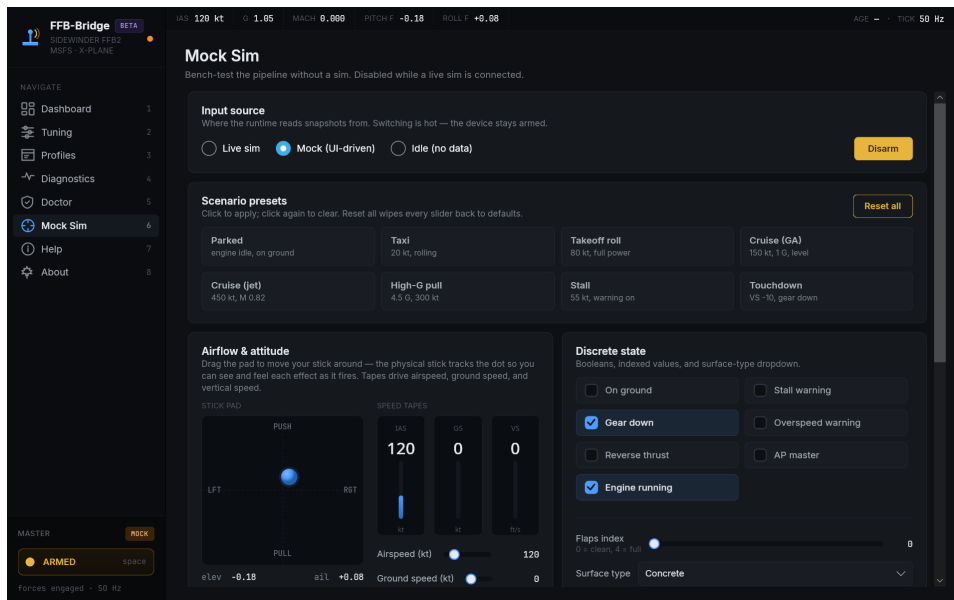 FFB-Bridge BETA
SIDEWINDER FFB2
MSFS · X-PLANE
IAS 120 kt G 1.05 MACH 0.000 PITCH F -0.18 ROLL F +0.08 AGE — · TICK 50 Hz
NAVIGATE
Dashboard 1
Tuning 2
Profiles 3
Diagnostics 4
Doctor 5
Mock Sim 6
Help 7
About 8
MASTER MOCK
ARMED space
forces engaged · 50 Hz
Mock Sim
Bench-test the pipeline without a sim. Disabled while a live sim is connected.
Input source
Where the runtime reads snapshots from. Switching is hot — the device stays armed.
Live sim Mock (UI-driven) Idle (no data) Disarm
Scenario presets
Click to apply; click again to clear. Reset all wipes every slider back to defaults.
Reset all
Parked
engine idle, on ground
Taxi
20 kt, rolling
Takeoff roll
80 kt, full power
Cruise (GA)
150 kt, 1 G, level
Cruise (jet)
450 kt, M 0.82
High-G pull
4.5 G, 300 kt
Stall
55 kt, warning on
Touchdown
VS -10, gear down
Airflow & attitude
Drag the pad to move your stick around — the physical stick tracks the dot so you
can see and feel each effect as it fires. Tapes drive airspeed, ground speed, and
vertical speed.
STICK PAD
PUSH
LFT RGT
PULL
elev -0.18 ail +0.08
SPEED TAPES
IAS GS VS
120 0 0
kt kt ft/s
Airspeed (kt) 120
Ground speed (kt) 0
Discrete state
Booleans, indexed values, and surface-type dropdown.
On ground Stall warning
Gear down Overspeed warning
Reverse thrust AP master
Engine running
Flaps index 0
0 = clean, 4 = full
Surface type Concrete